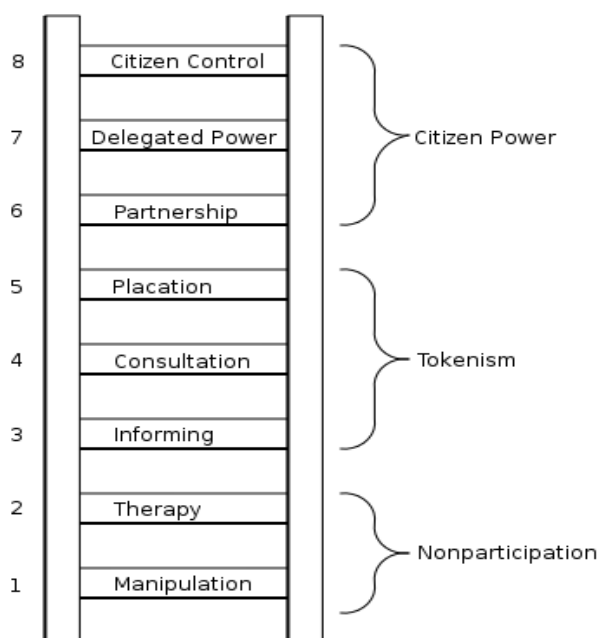 8 Citizen Control
7 Delegated Power Citizen Power
6 Partnership
5 Placation
4 Consultation Tokenism
3 Informing
2 Therapy
Nonparticipation
1 Manipulation